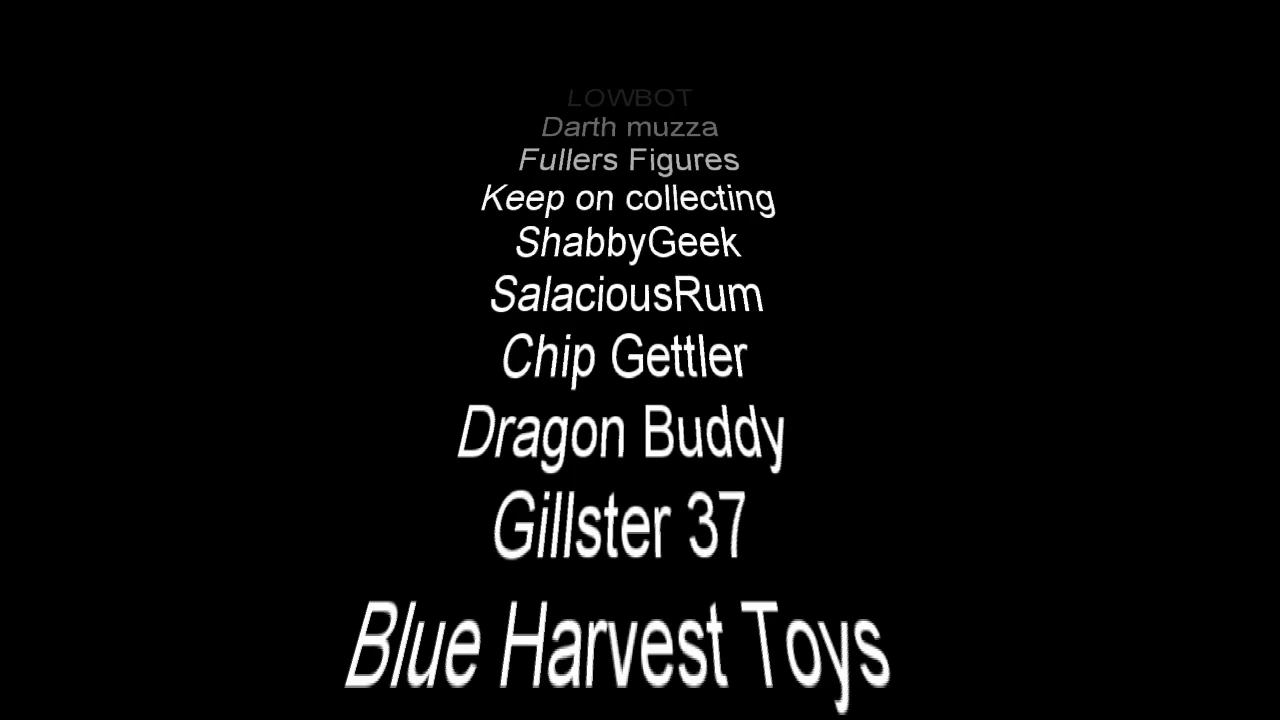 LOWBOT
Darth muzza
Fullers Figures
Keep on collecting
ShabbyGeek
SalaciousRum
Chip Gettler
Dragon Buddy
Gillster 37
Blue Harvest Toys